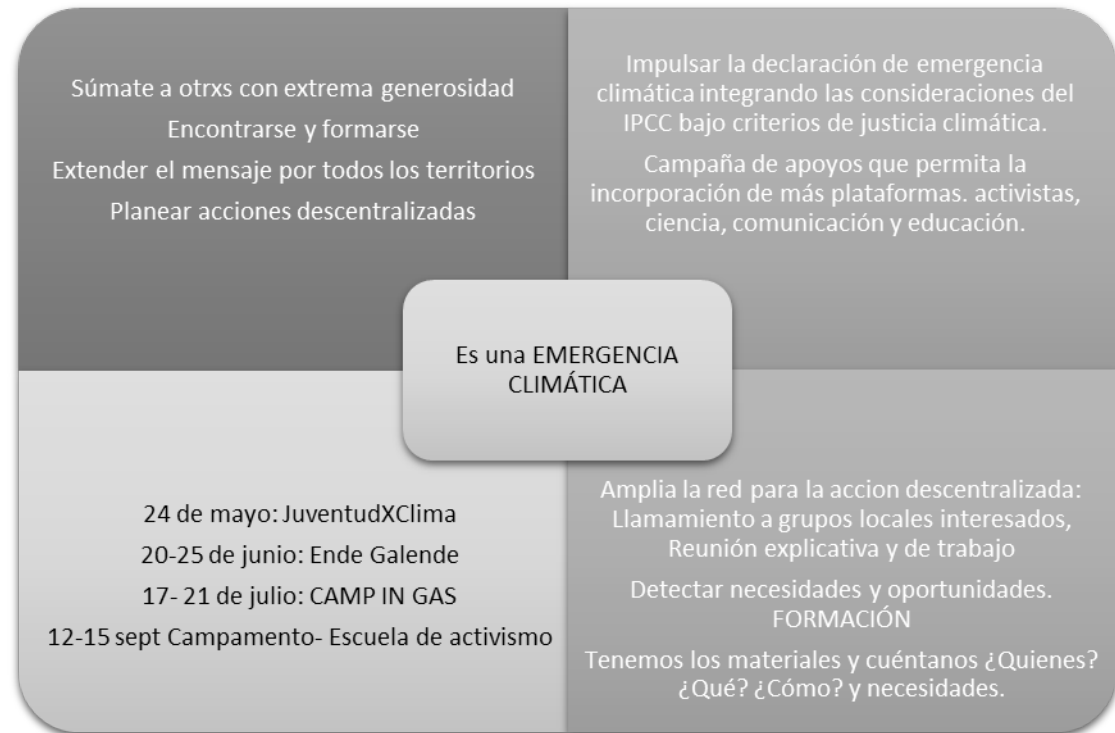 Súmate a otrxs con extrema generosidad
Encontrarse y formarse
Extender el mensaje por todos los territorios
Planear acciones descentralizadas
Impulsar la declaración de emergencia
climática integrando las consideraciones del
IPCC bajo criterios de justicia climática.
Campaña de apoyos que permita la
incorporación de más plataformas. activistas,
ciencia, comunicación y educación.
Es una EMERGENCIA
CLIMÁTICA
24 de mayo: JuventudXClima
20-25 de junio: Ende Galende
17- 21 de julio: CAMP IN GAS
12-15 sept Campamento- Escuela de activismo
Amplia la red para la accion descentralizada:
Llamamiento a grupos locales interesados,
Reunión explicativa y de trabajo
Detectar necesidades y oportunidades.
FORMACIÓN
Tenemos los materiales y cuéntanos ¿Quienes?
¿Qué? ¿Cómo? y necesidades.